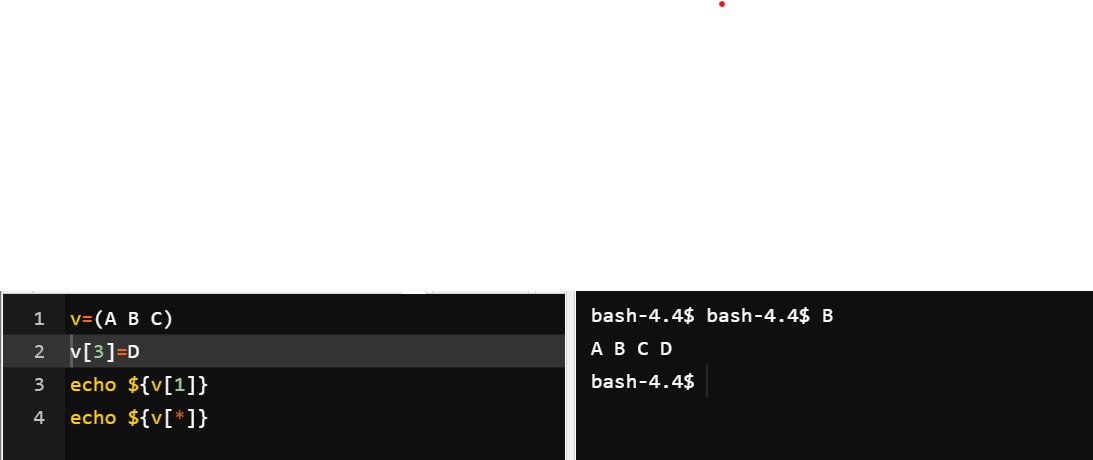 1 v=(A B C)
2 v[3]=D
3 echo ${v[1]}
4 echo ${v[*]}
bash-4.4$ bash-4.4$ B
A B C D
bash-4.4$